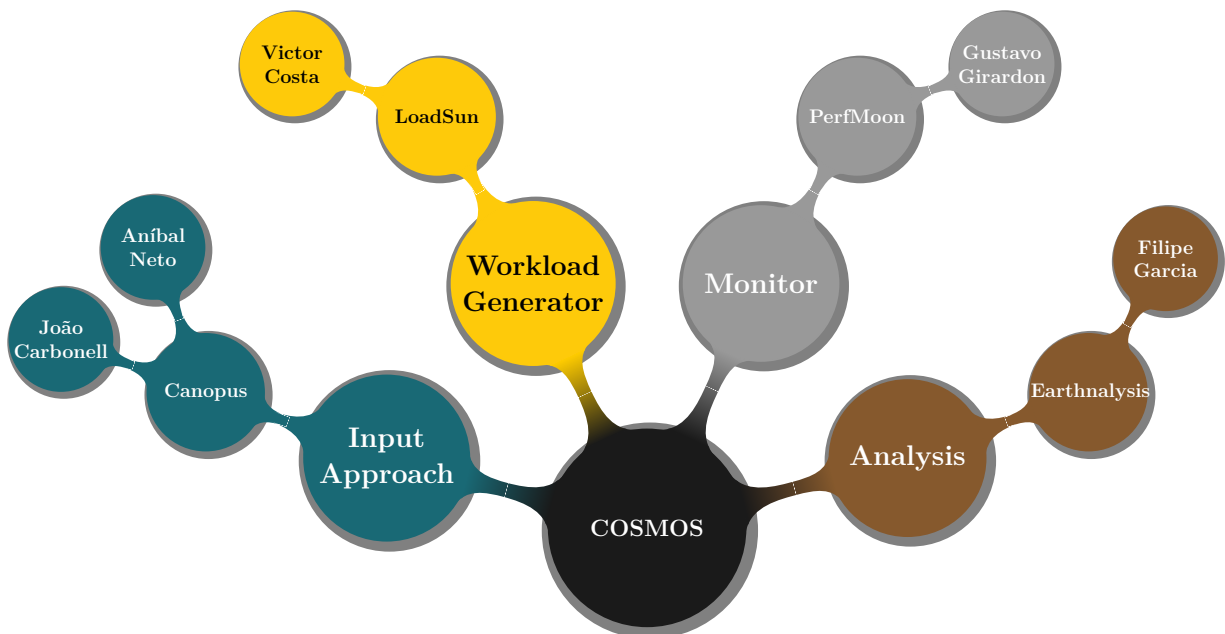 Victor
Costa
LoadSun
Workload
Generator
Gustavo
Girardon
PerfMoon
Monitor
Aníbal
Neto
João
Carbonell
Canopus
Input
Approach
Filipe
Garcia
Earthnalysis
Analysis
COSMOS